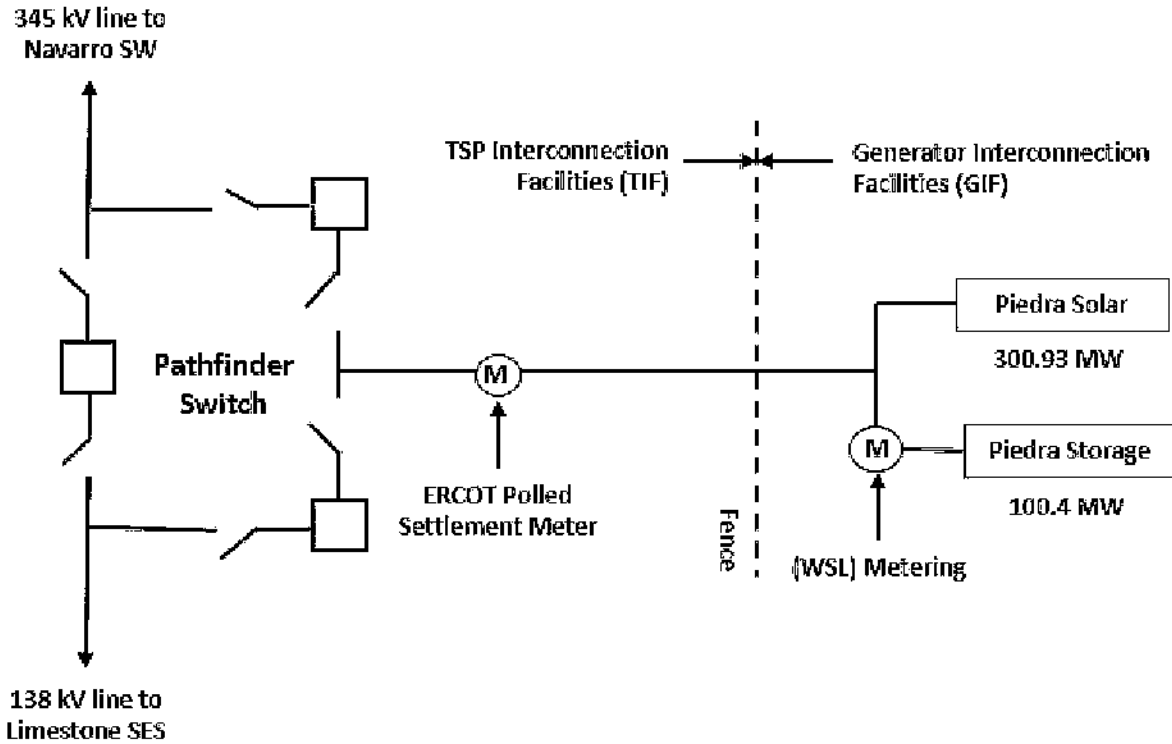 345 kV line to
Navarro SW
TSP Interconnection
Facilities (TIF)
Generator Interconnection
Facilities (GIF)
Pathfinder
Switch
M
ERCOT Polled
Settlement Meter
Fence
Piedra Solar
300.93 MW
M
Piedra Storage
100.4 MW
(WSL) Metering
138 kV line to
Limestone SES